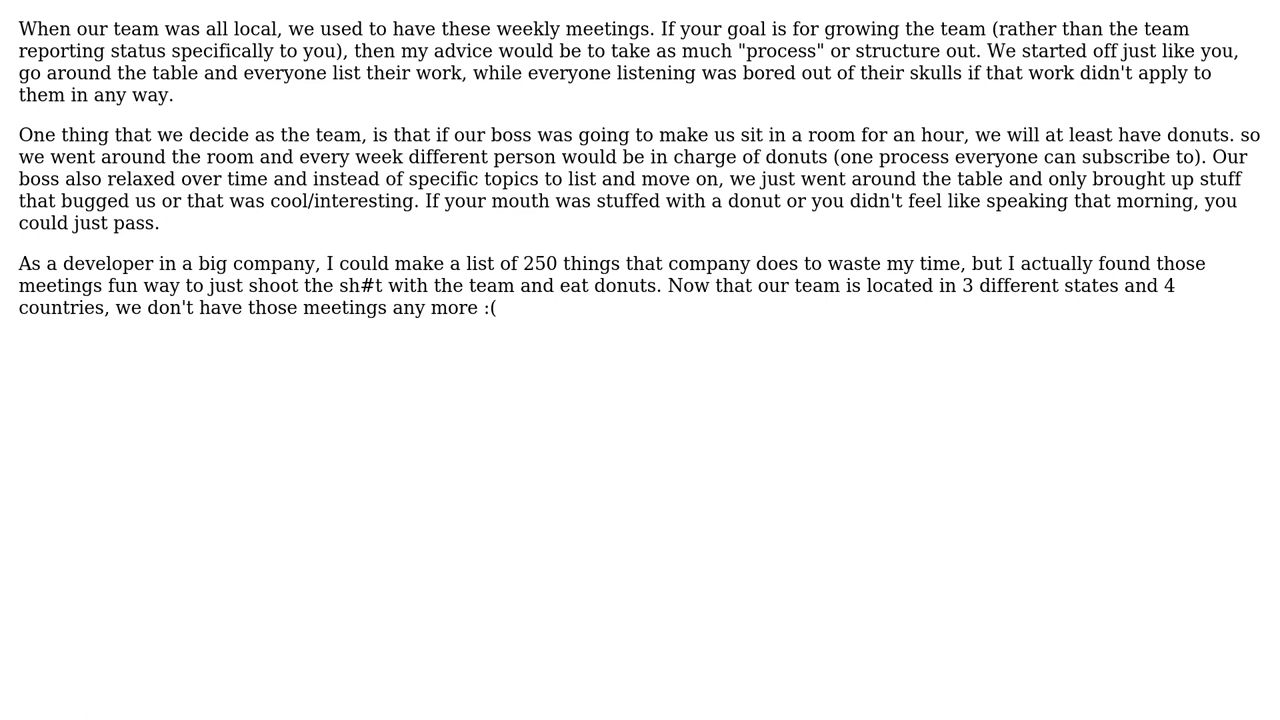 When our team was all local, we used to have these weekly meetings. If your goal is for growing the team (rather than the team
reporting status specifically to you), then my advice would be to take as much "process" or structure out. We started off just like you,
go around the table and everyone list their work, while everyone listening was bored out of their skulls if that work didn't apply to
them in any way.
One thing that we decide as the team, is that if our boss was going to make us sit in a room for an hour, we will at least have donuts. so
we went around the room and every week different person would be in charge of donuts (one process everyone can subscribe to). Our
boss also relaxed over time and instead of specific topics to list and move on, we just went around the table and only brought up stuff
that bugged us or that was cool/interesting. If your mouth was stuffed with a donut or you didn't feel like speaking that morning, you
could just pass.
As a developer in a big company, I could make a list of 250 things that company does to waste my time, but I actually found those
meetings fun way to just shoot the sh#t with the team and eat donuts. Now that our team is located in 3 different states and 4
countries, we don't have those meetings any more :(